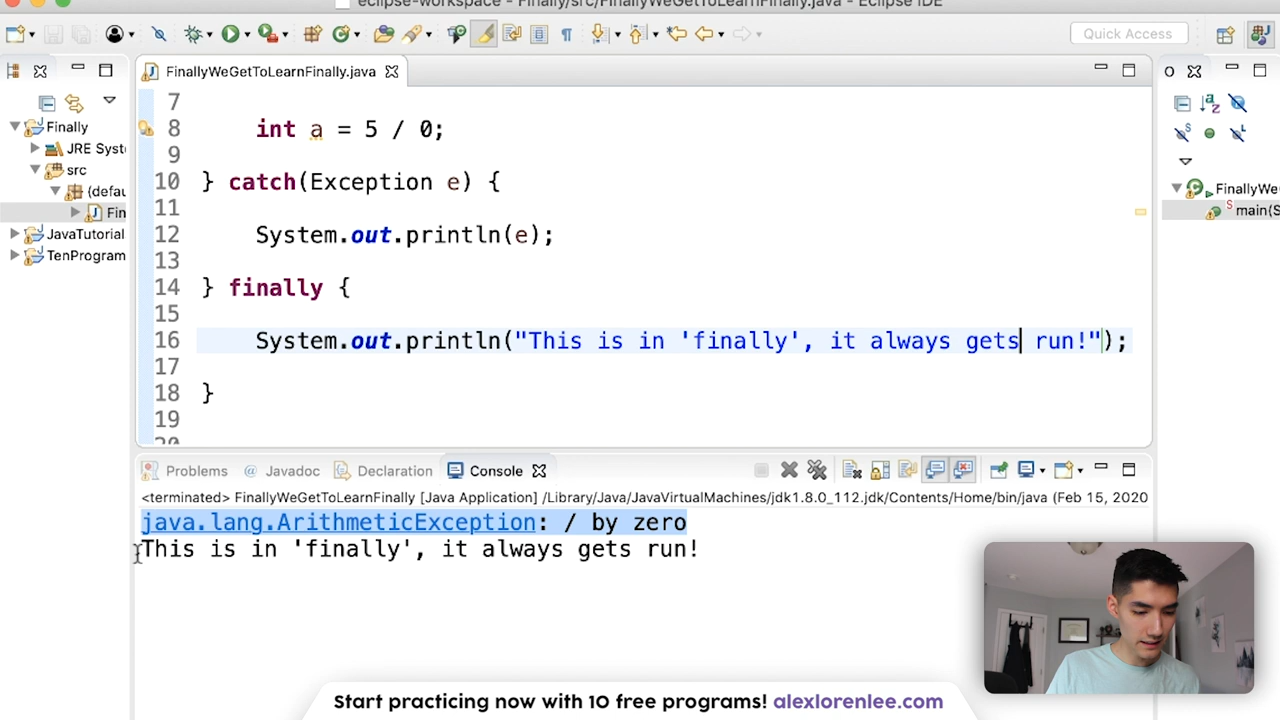 eclipse-workspace - Finally/src/FinallyWeGetToLearnFinally.java - Eclipse IDE
Quick Access
FinallyWeGetToLearnFinally.java
Finally
JRE Syst
src
(defau
Fin
JavaTutorial
TenProgram
7
8 int a = 5 / 0;
9
10 } catch(Exception e) {
11
12 System.out.println(e);
13
14 } finally {
15
16 System.out.println("This is in 'finally', it always gets run!");
17
18 }
19
20
O
FinallyWe
main(S
Problems @ Javadoc Declaration Console
<terminated> FinallyWeGetToLearnFinally [Java Application] /Library/Java/JavaVirtualMachines/jdk1.8.0_112.jdk/Contents/Home/bin/java (Feb 15, 2020
java.lang.ArithmeticException: / by zero
This is in 'finally', it always gets run!
Start practicing now with 10 free programs! alexlorenlee.com